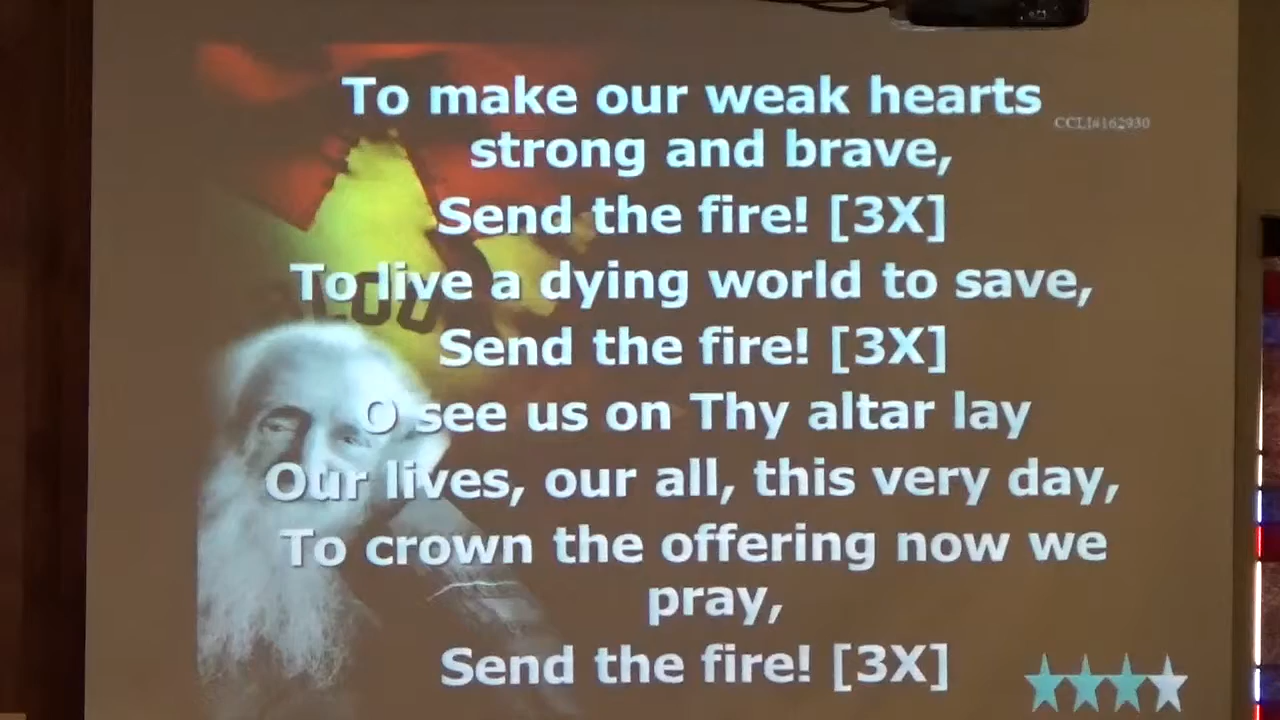 To make our weak hearts
CCLI#162930
strong and brave,
Send the fire! [3X]
To live a dying world to save,
Send the fire! [3X]
O see us on Thy altar lay
Our lives, our all, this very day,
To crown the offering now we
pray,
Send the fire! [3X]